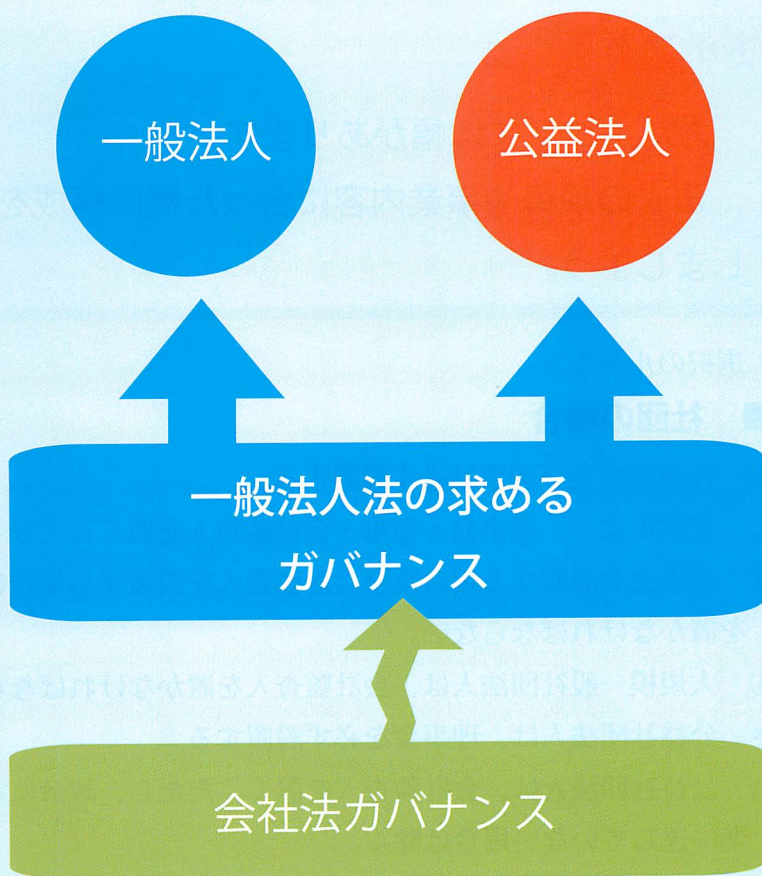 一般法人
公益法人
一般法人法の求める
ガバナンス
会社法ガバナンス